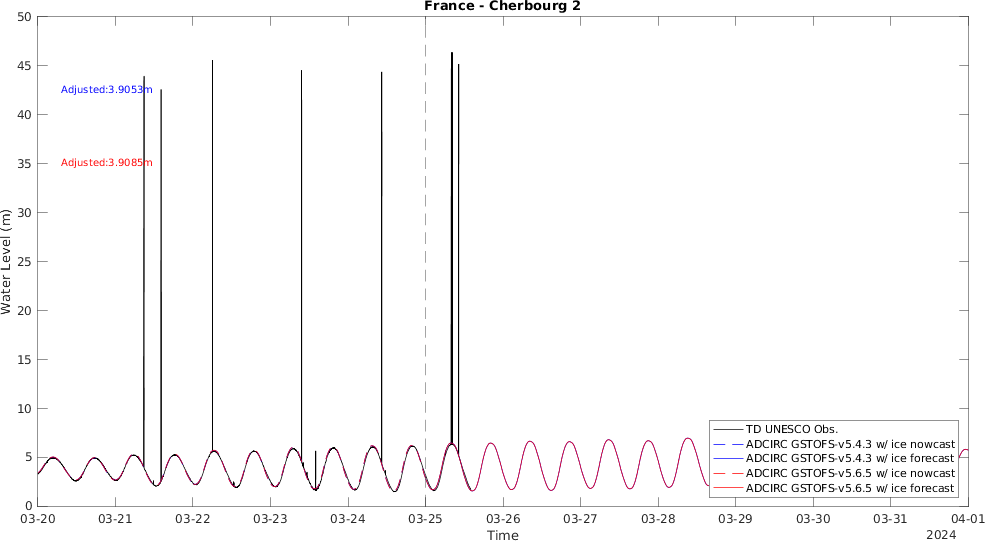 France - Cherbourg 2
50
45
40
35
30
25
20
15
10
5
0
Water Level (m)
Adjusted:3.9053m
Adjusted:3.9085m
TD UNESCO Obs.
ADCIRC GSTOFS-v5.4.3 w/ ice nowcast
ADCIRC GSTOFS-v5.4.3 w/ ice forecast
ADCIRC GSTOFS-v5.6.5 w/ ice nowcast
ADCIRC GSTOFS-v5.6.5 w/ ice forecast
03-20 03-21 03-22 03-23 03-24 03-25 03-26 03-27 03-28 03-29 03-30 03-31 04-01
Time
2024